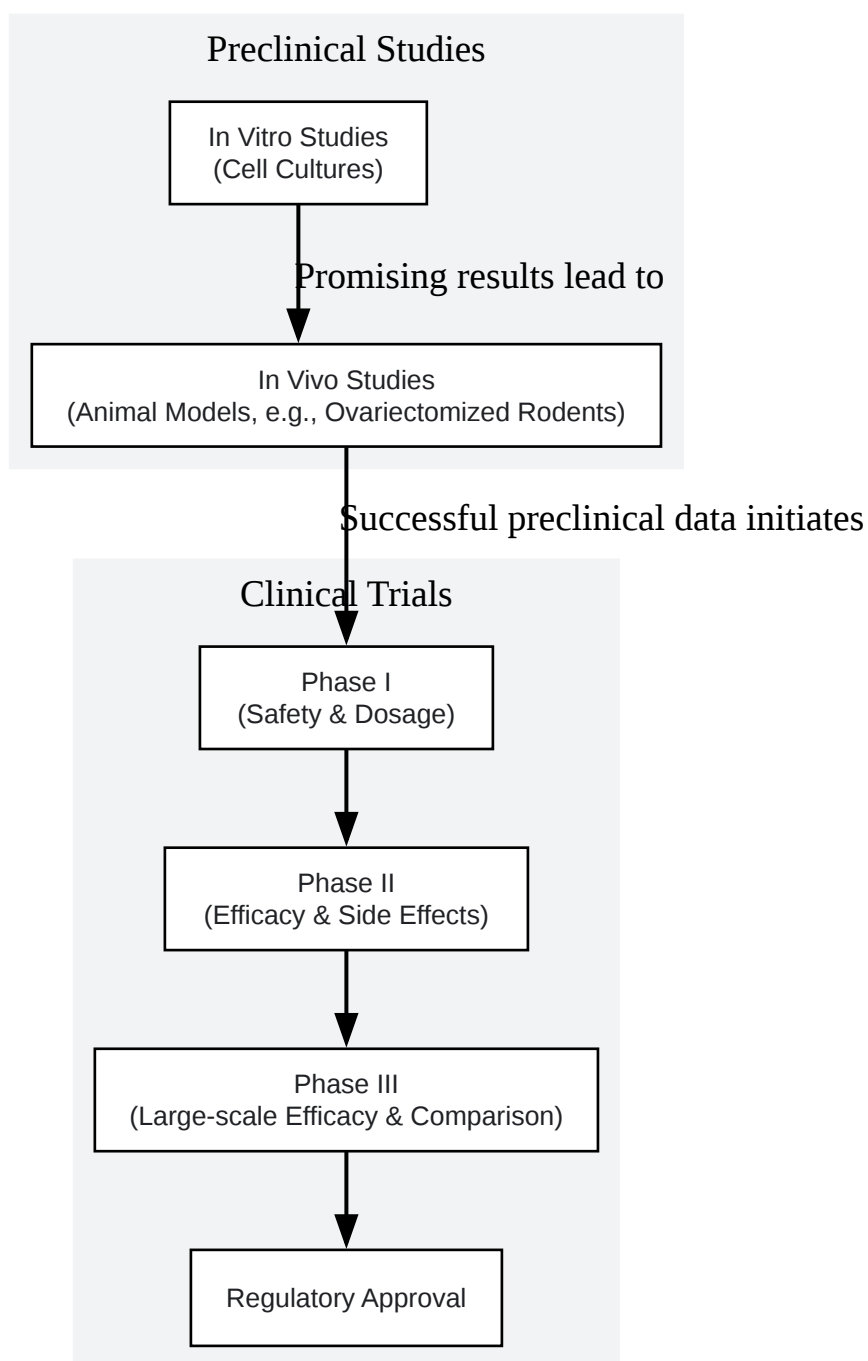 Preclinical Studies
In Vitro Studies
(Cell Cultures)
Promising results lead to
In Vivo Studies
(Animal Models, e.g., Ovariectomized Rodents)
Successful preclinical data initiates
Clinical Trials
Phase I
(Safety & Dosage)
Phase II
(Efficacy & Side Effects)
Phase III
(Large-scale Efficacy & Comparison)
Regulatory Approval